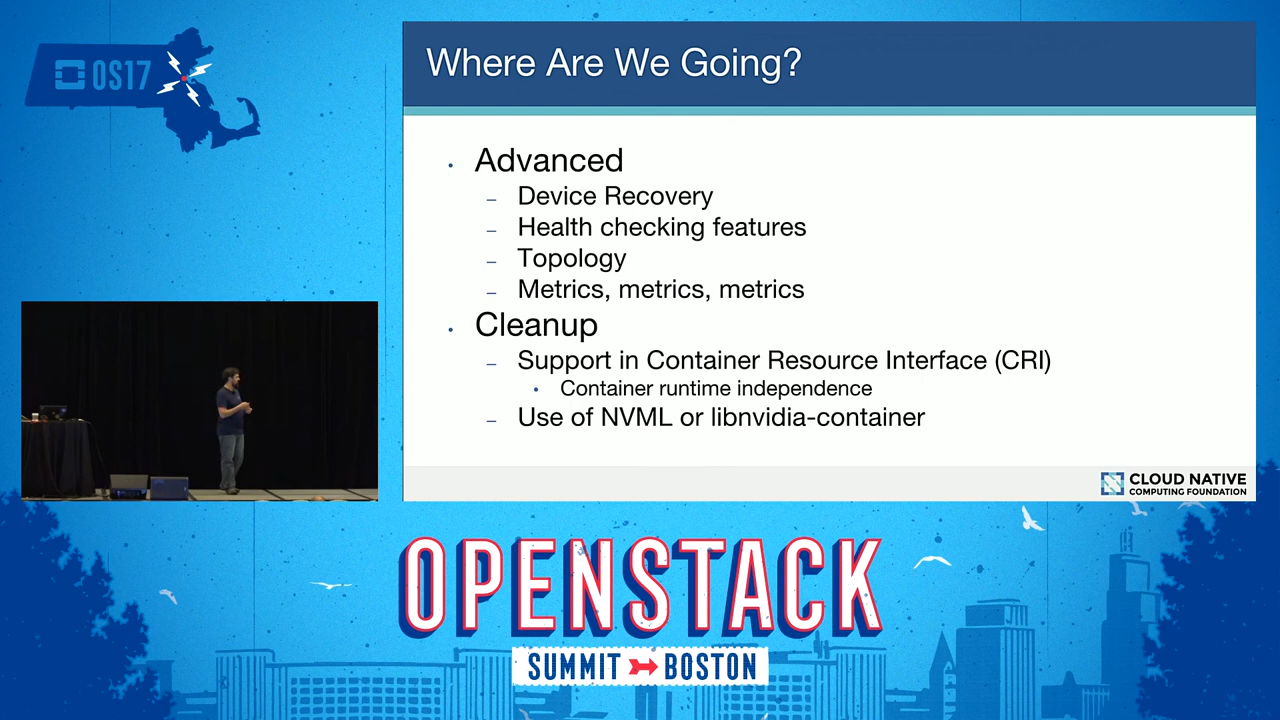 OS17
Where Are We Going?
• Advanced
– Device Recovery
– Health checking features
– Topology
– Metrics, metrics, metrics
• Cleanup
– Support in Container Resource Interface (CRI)
• Container runtime independence
– Use of NVML or libnvidia-container
CLOUD NATIVE
COMPUTING FOUNDATION
OPENSTACK
SUMMIT BOSTON